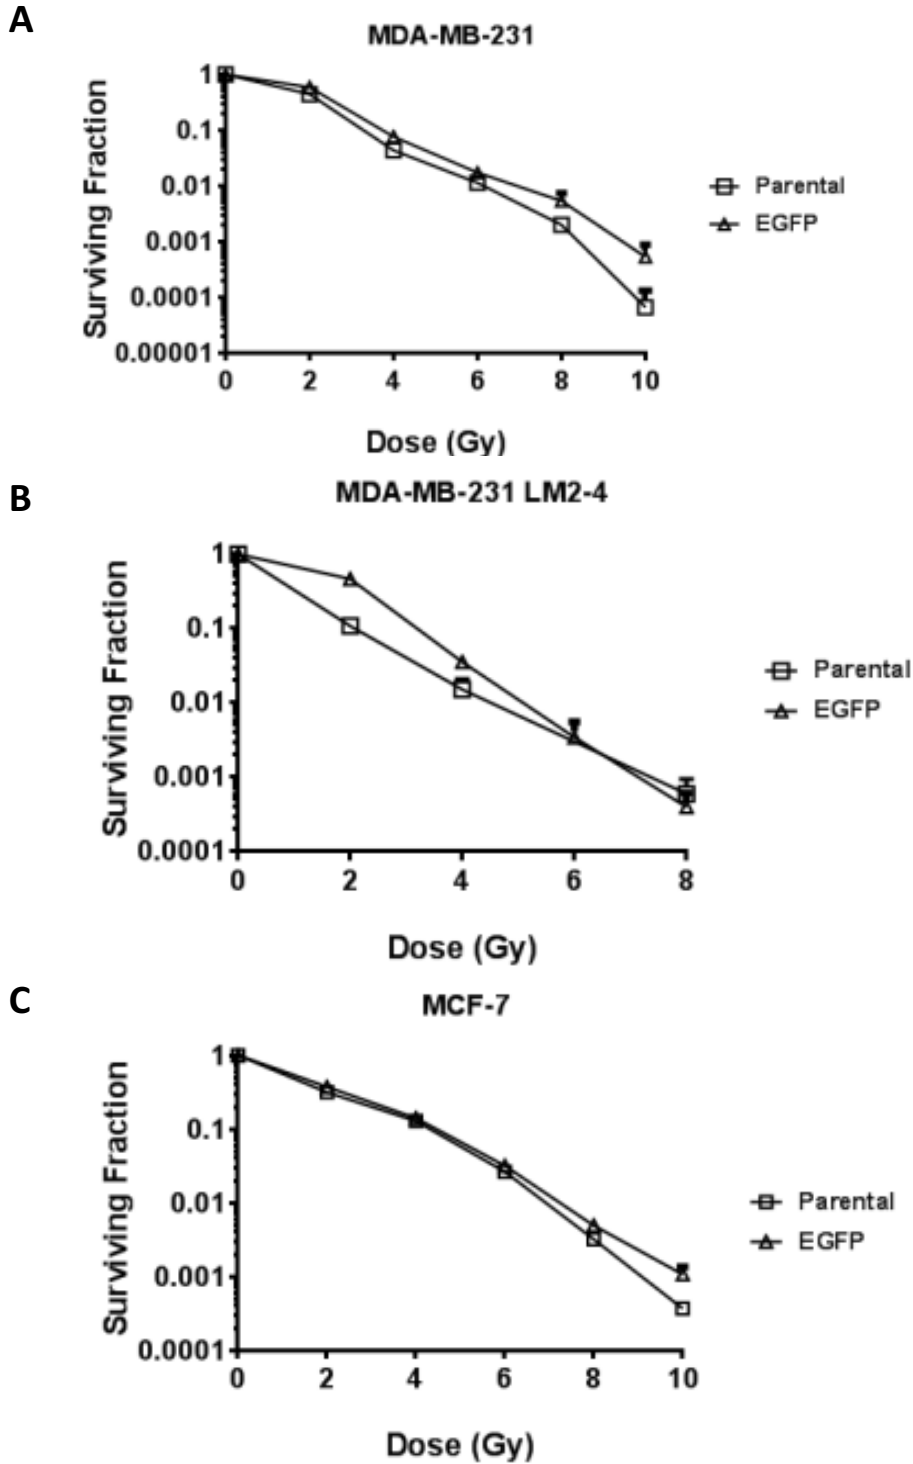 A
MDA-MB-231
Surviving Fraction
1
0.1
0.01
0.001
0.0001
0.00001
0 2 4 6 8 10
Dose (Gy)
Parental
EGFP
B
MDA-MB-231 LM2-4
Surviving Fraction
1
0.1
0.01
0.001
0.0001
0 2 4 6 8
Dose (Gy)
Parental
EGFP
C
MCF-7
Surviving Fraction
1
0.1
0.01
0.001
0.0001
0 2 4 6 8 10
Dose (Gy)
Parental
EGFP